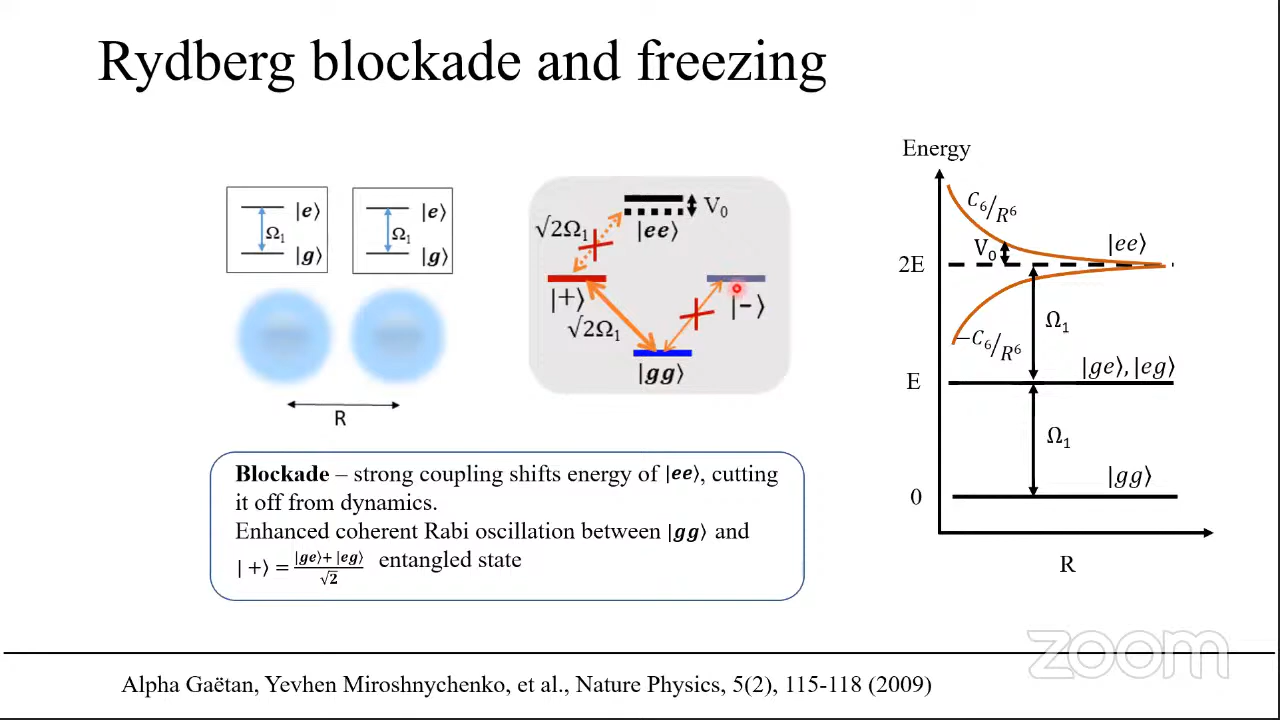 Rydberg blockade and freezing
|e⟩
Ω₁
|g⟩
|e⟩
Ω₁
|g⟩
R
V₀
√2Ω₁
|ee⟩
|+⟩
|−⟩
√2Ω₁
|gg⟩
Energy
C₆/R⁶
V₀
|ee⟩
2E
Ω₁
−C₆/R⁶
|ge⟩,|eg⟩
E
Ω₁
|gg⟩
0
R
Blockade – strong coupling shifts energy of |ee⟩, cutting
it off from dynamics.
Enhanced coherent Rabi oscillation between |gg⟩ and
| +⟩ = |ge⟩+ |eg⟩/√2 entangled state
zoom
Alpha Gaëtan, Yevhen Miroshnychenko, et al., Nature Physics, 5(2), 115-118 (2009)